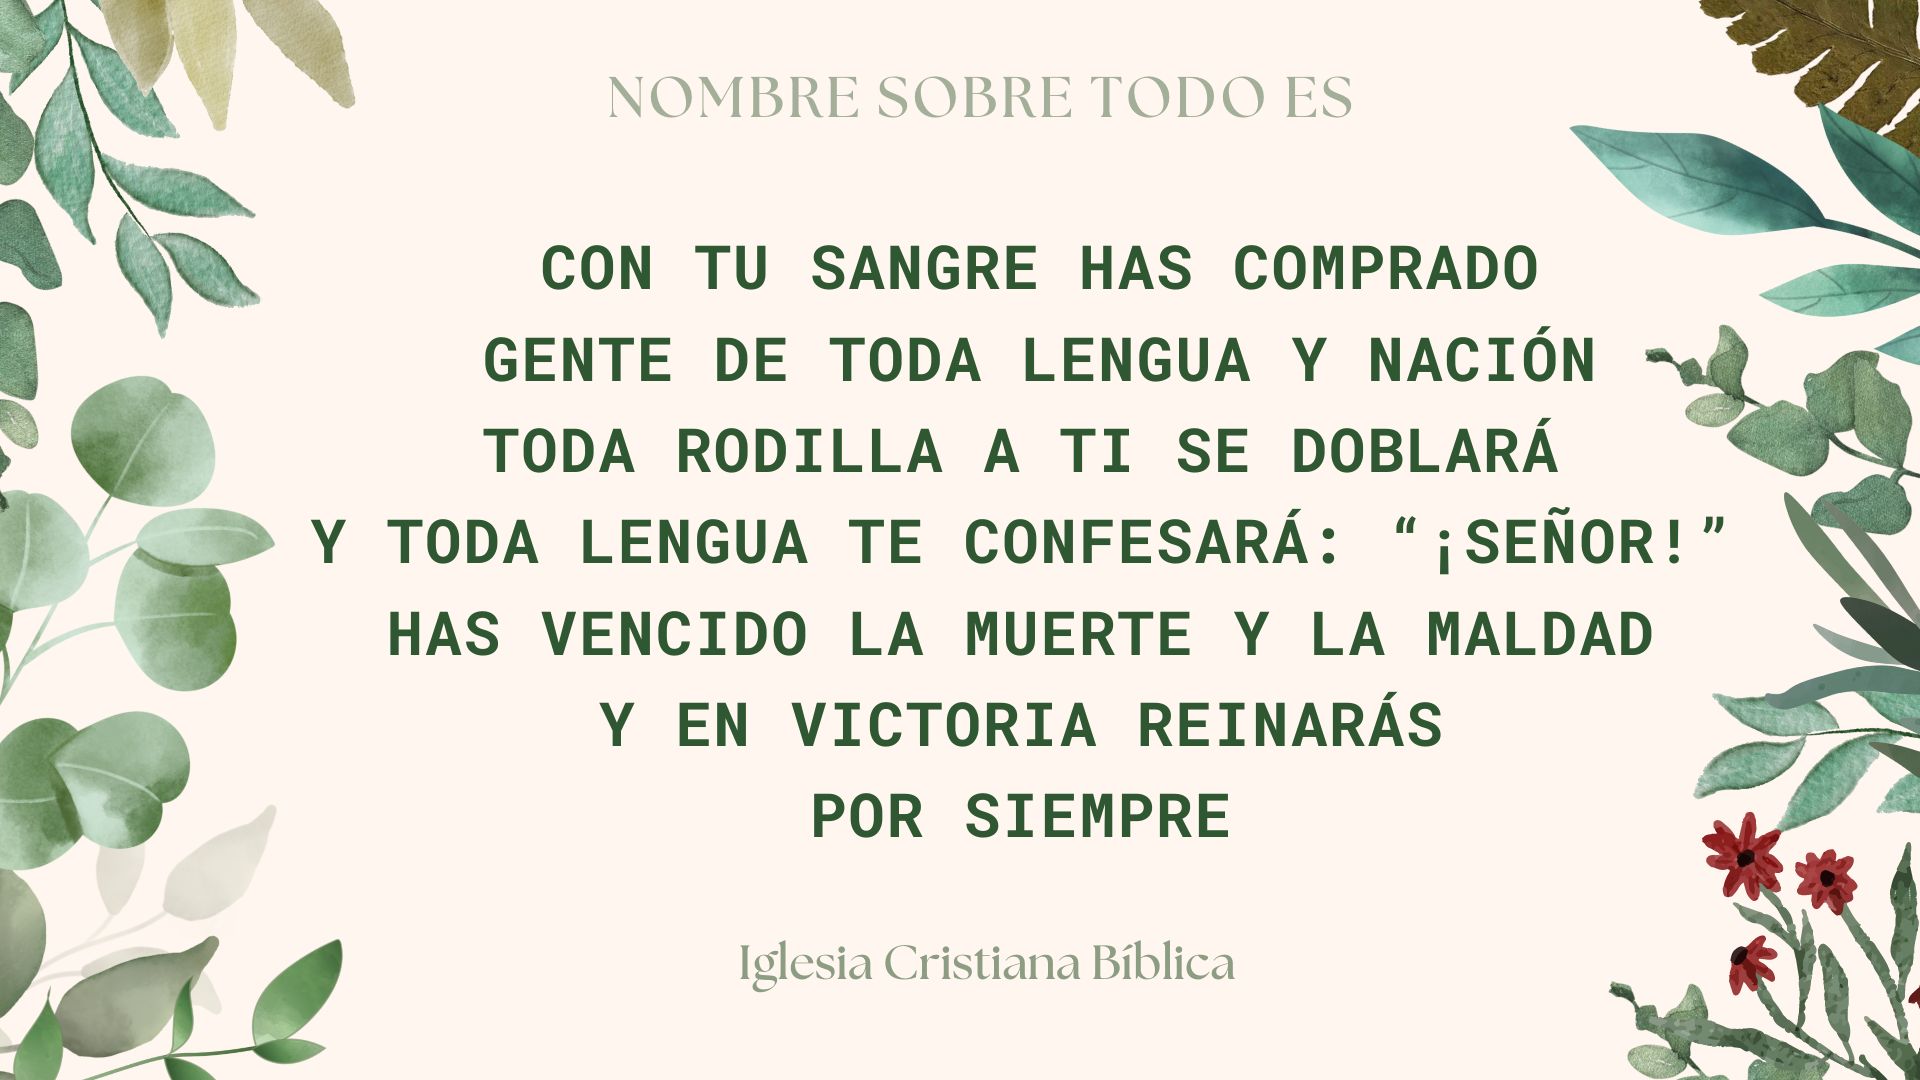 NOMBRE SOBRE TODO ES
CON TU SANGRE HAS COMPRADO
GENTE DE TODA LENGUA Y NACIÓN
TODA RODILLA A TI SE DOBLARÁ
Y TODA LENGUA TE CONFESARÁ: “¡SEÑOR!”
HAS VENCIDO LA MUERTE Y LA MALDAD
Y EN VICTORIA REINARÁS
POR SIEMPRE
Iglesia Cristiana Bíblica